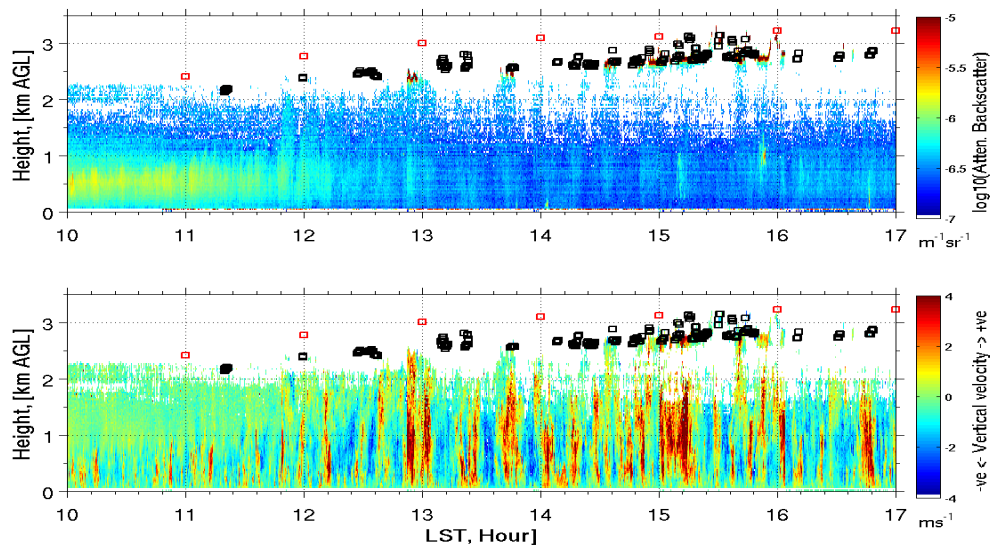 Height, [km AGL]
3
2
1
0
10 11 12 13 14 15 16 17
-5
-5.5
-6
-6.5
-7
log10(Atten. Backscatter)
m⁻¹sr⁻¹
Height, [km AGL]
3
2
1
0
10 11 12 13 14 15 16 17
LST, Hour]
4
2
0
-2
-4
-ve <- Vertical velocity -> +ve
ms⁻¹